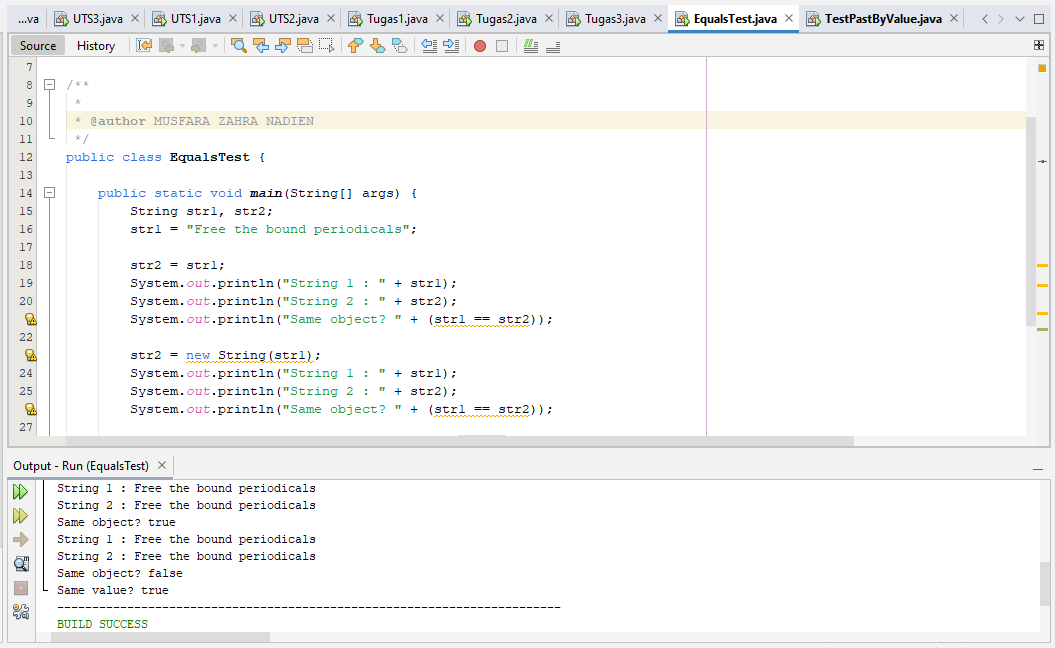 ...va UTS3.java UTS1.java UTS2.java Tugas1.java Tugas2.java Tugas3.java EqualsTest.java TestPastByValue.java
Source History
7
8 /**
9 *
10 * @author MUSFARA ZAHRA NADIEN
11 */
12 public class EqualsTest {
13
14 public static void main(String[] args) {
15 String str1, str2;
16 str1 = "Free the bound periodicals";
17
18 str2 = str1;
19 System.out.println("String 1 : " + str1);
20 System.out.println("String 2 : " + str2);
System.out.println("Same object? " + (str1 == str2));
22
str2 = new String(str1);
24 System.out.println("String 1 : " + str1);
25 System.out.println("String 2 : " + str2);
System.out.println("Same object? " + (str1 == str2));
27
Output - Run (EqualsTest)
String 1 : Free the bound periodicals
String 2 : Free the bound periodicals
Same object? true
String 1 : Free the bound periodicals
String 2 : Free the bound periodicals
Same object? false
Same value? true
------------------------------------------------------------------------
BUILD SUCCESS